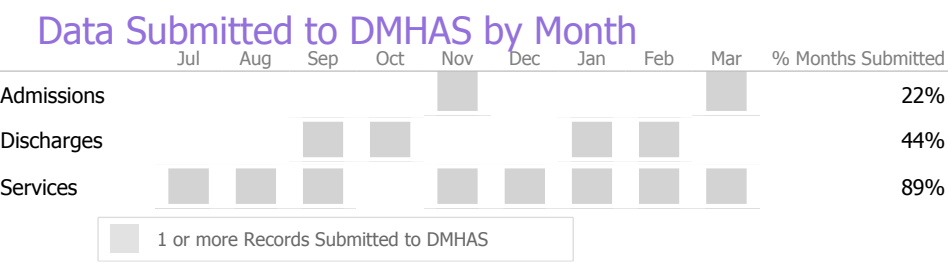 Data Submitted to DMHAS by Month
Jul Aug Sep Oct Nov Dec Jan Feb Mar % Months Submitted
Admissions 22%
Discharges 44%
Services 89%
1 or more Records Submitted to DMHAS